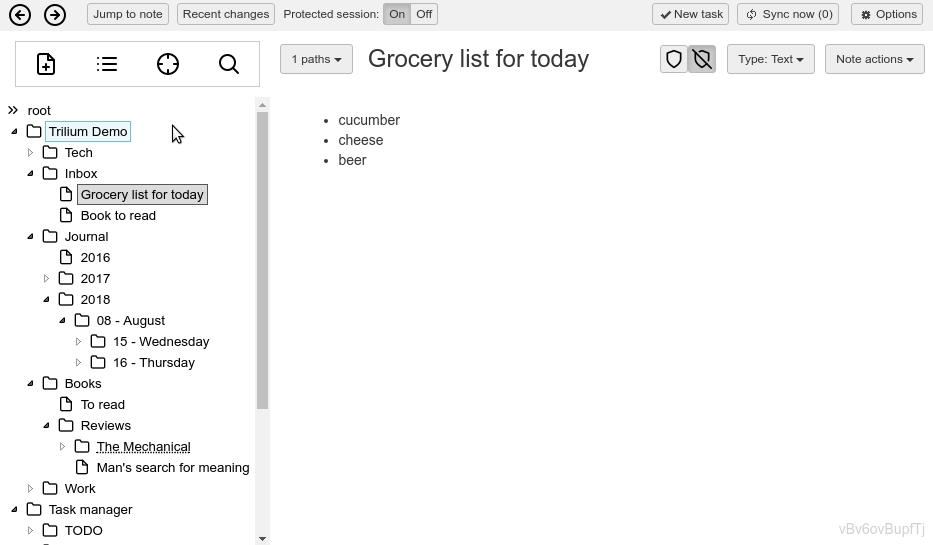 Jump to note Recent changes Protected session: On Off New task Sync now (0) Options
1 paths Grocery list for today Type: Text Note actions
root
Trilium Demo
Tech
Inbox
Grocery list for today
Book to read
Journal
2016
2017
2018
08 - August
15 - Wednesday
16 - Thursday
Books
To read
Reviews
The Mechanical
Man's search for meaning
Work
Task manager
TODO
cucumber
cheese
beer
vBv6ovBupfTj